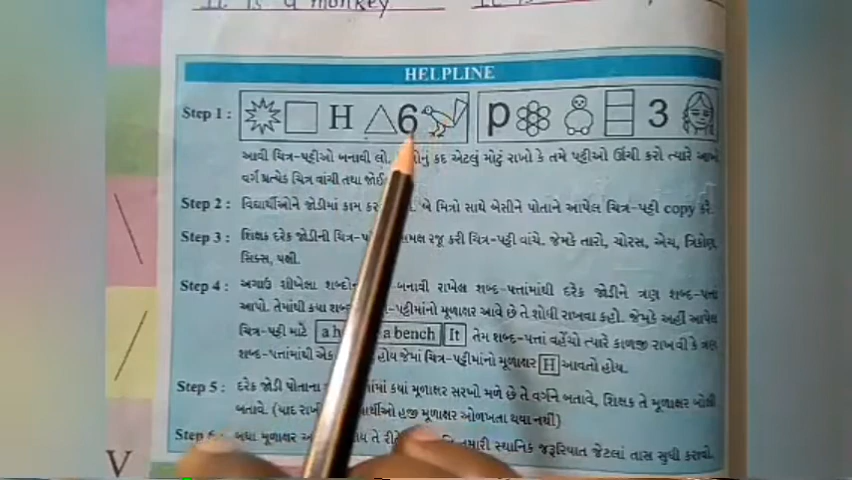 It is a monkey
HELPLINE
Step 1 : H 6 p 3
આવી ચિત્ર-પટ્ટીઓ બનાવી લો. કદ એટલું મોટું રાખો કે તમે પટ્ટીઓ ઊંચી કરો ત્યારે આખો
વર્ગ પ્રત્યેક ચિત્ર વાંચી તથા જોઈ
Step 2 : વિદ્યાર્થીઓને જોડીમાં કામ બે મિત્રો સાથે બેસીને પોતાને આપેલ ચિત્ર-પટ્ટી copy કરે.
Step 3 : શિક્ષક દરેક જોડીની રજૂ કરી ચિત્ર-પટ્ટી વાંચે. જેમકે તારો, ચોરસ, એચ, ત્રિકોણ,
સિક્સ, પક્ષી.
Step 4 : અગાઉ શીખેલા બનાવી રાખેલ શબ્દ-પત્તાંમાંથી દરેક જોડીને ત્રણ શબ્દ-પત્તાં
આપો. તેમાંથી કયા મૂળાક્ષર આવે છે તે શોધી રાખવા કહો. જેમકે અહીં આપેલ
ચિત્ર-પટ્ટી માટે a bench It તેમ શબ્દ-પત્તાં વહેંચો ત્યારે કાળજી રાખવી કે ત્રણ
શબ્દ-પત્તાંમાંથી હોય જેમાં ચિત્ર-પટ્ટીમાંનો મૂળાક્ષર H આવતો હોય.
Step 5 : દરેક જોડી પોતાના કયાં મૂળાક્ષર સરખો મળે છે તે વર્ગને બતાવે, શિક્ષક તે મૂળાક્ષર બોલી
બતાવે. (યાદ હજી મૂળાક્ષર ઓળખતા થયા નથી)
Step 6 : બધા મૂળાક્ષર તે સ્થાનિક જરૂરિયાત જેટલાં તાસ સુધી કરાવો.
V